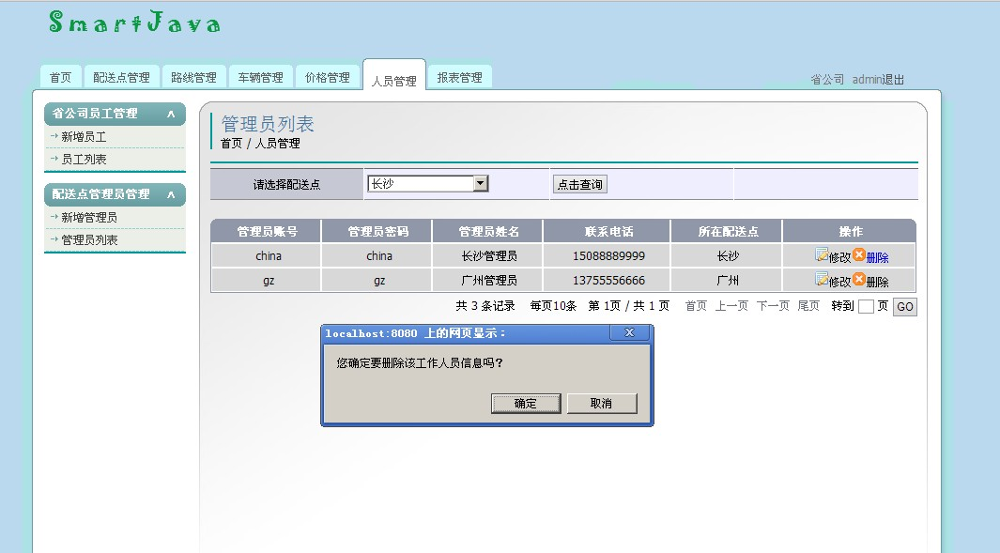 SmartJava
首页 配送点管理 路线管理 车辆管理 价格管理 人员管理 报表管理
省公司 admin退出
省公司员工管理
新增员工
员工列表
配送点管理员管理
新增管理员
管理员列表
管理员列表
首页 / 人员管理
请选择配送点 长沙 点击查询
管理员账号 管理员密码 管理员姓名 联系电话 所在配送点 操作
china china 长沙管理员 15088889999 长沙 修改 删除
gz gz 广州管理员 13755556666 广州 修改 删除
共 3 条记录 每页10条 第 1页 / 共 1 页 首页 上一页 下一页 尾页 转到 页 GO
localhost:8080 上的网页显示：
您确定要删除该工作人员信息吗？
确定 取消